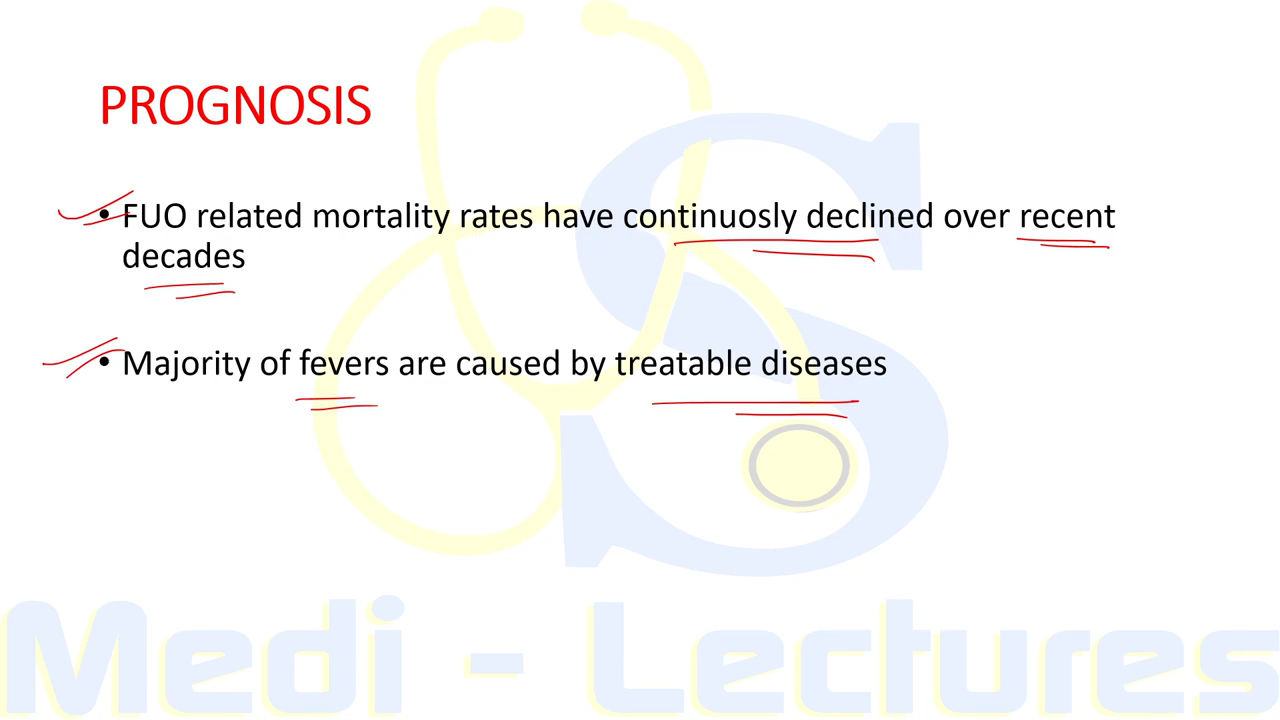 PROGNOSIS
• FUO related mortality rates have continuosly declined over recent
decades
• Majority of fevers are caused by treatable diseases
S
Medi - Lectures